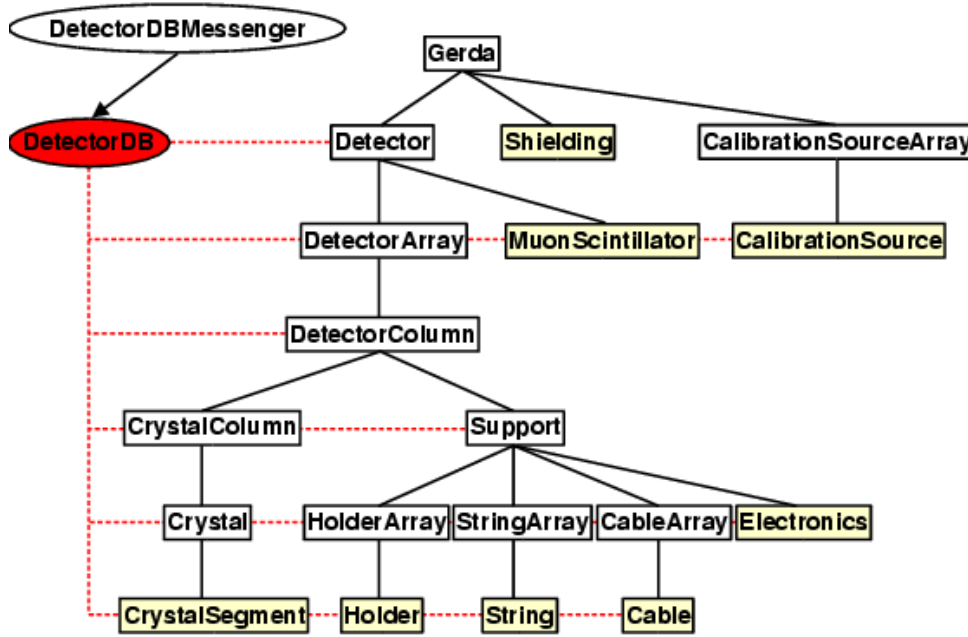 DetectorDBMessenger
Gerda
DetectorDB
Detector
Shielding
CalibrationSourceArray
DetectorArray
MuonScintillator
CalibrationSource
DetectorColumn
CrystalColumn
Support
Crystal
HolderArray
StringArray
CableArray
Electronics
CrystalSegment
Holder
String
Cable